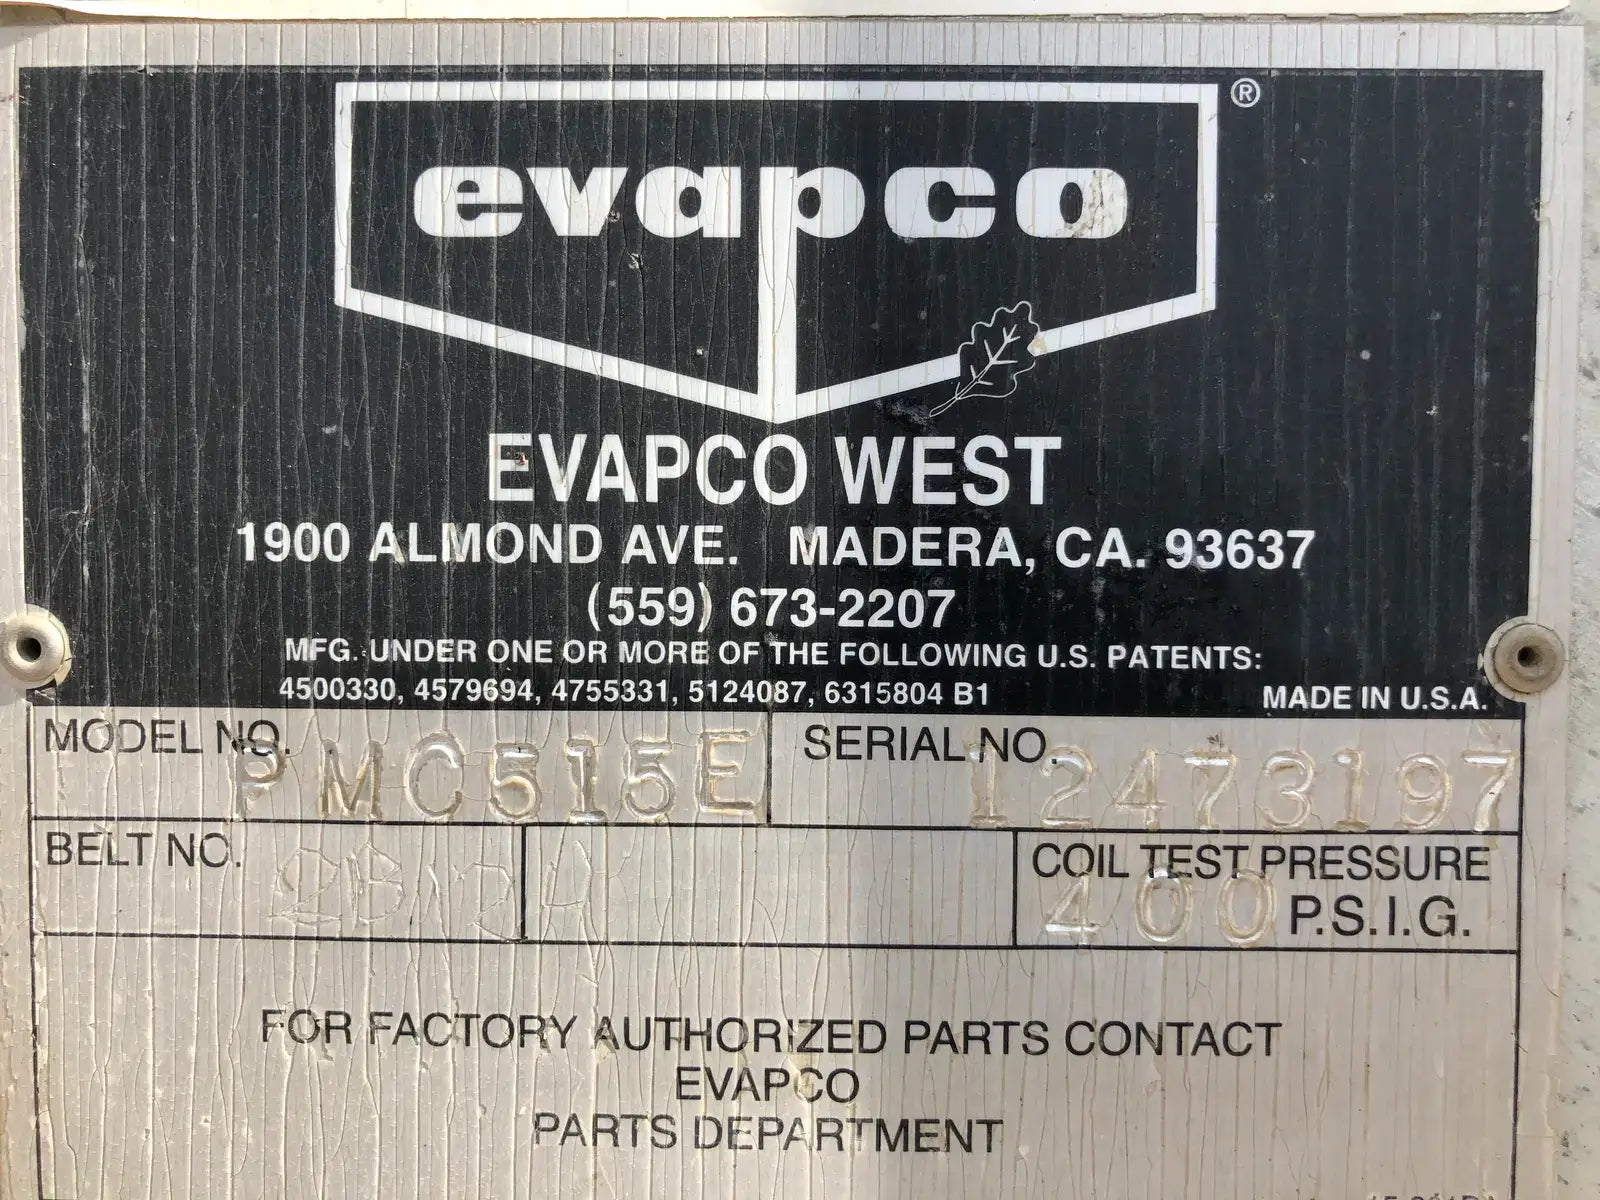 evapco®
EVAPCO WEST
1900 ALMOND AVE. MADERA, CA. 93637
(559) 673-2207
MFG. UNDER ONE OR MORE OF THE FOLLOWING U.S. PATENTS:
4500330, 4579694, 4755331, 5124087, 6315804 B1 MADE IN U.S.A.
MODEL NO. PMC515E SERIAL NO. 12473197
BELT NO. COIL TEST PRESSURE
400 P.S.I.G.
FOR FACTORY AUTHORIZED PARTS CONTACT
EVAPCO
PARTS DEPARTMENT